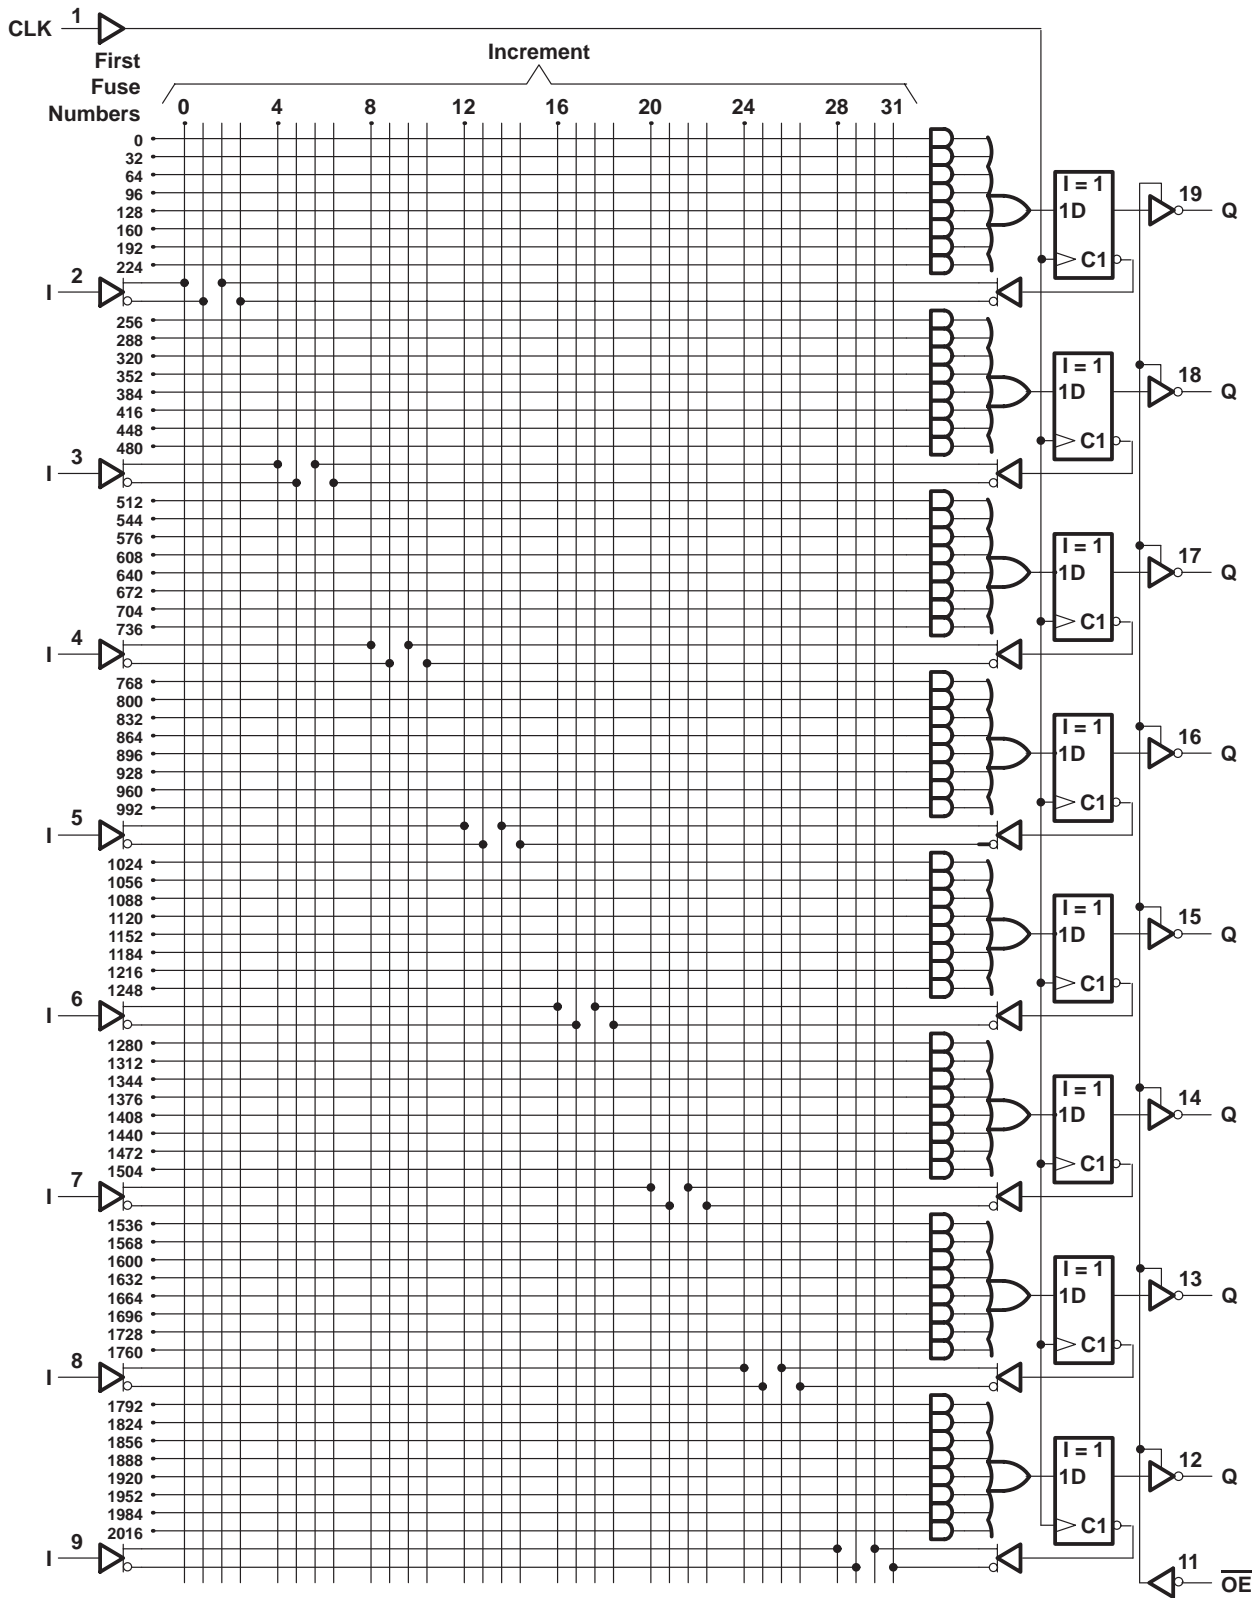 CLK 1
First
Fuse
Numbers
Increment
0 4 8 12 16 20 24 28 31
0
32
64
96
128
160
192
224
I = 1
1D
C1
19 Q
I 2
256
288
320
352
384
416
448
480
I = 1
1D
C1
18 Q
I 3
512
544
576
608
640
672
704
736
I = 1
1D
C1
17 Q
I 4
768
800
832
864
896
928
960
992
I = 1
1D
C1
16 Q
I 5
1024
1056
1088
1120
1152
1184
1216
1248
I = 1
1D
C1
15 Q
I 6
1280
1312
1344
1376
1408
1440
1472
1504
I = 1
1D
C1
14 Q
I 7
1536
1568
1600
1632
1664
1696
1728
1760
I = 1
1D
C1
13 Q
I 8
1792
1824
1856
1888
1920
1952
1984
2016
I = 1
1D
C1
12 Q
I 9
11 O̅E̅